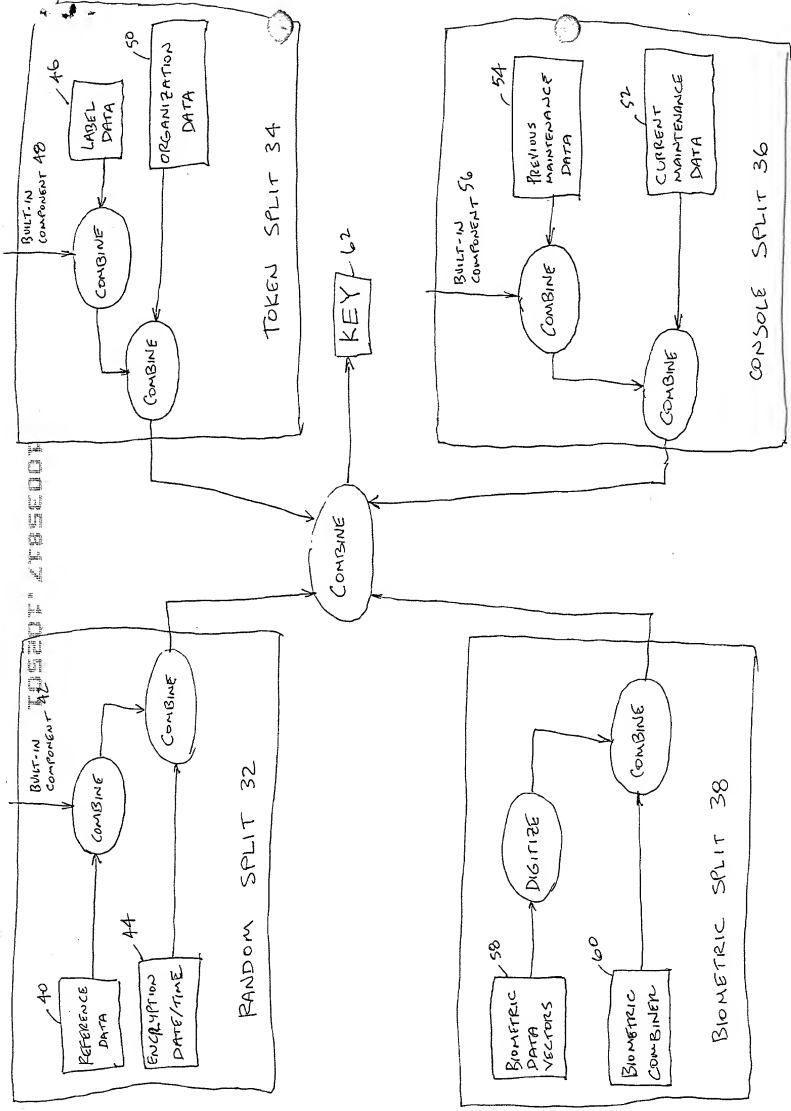 BUILT-IN
COMPONENT 42
40
REFERENCE
DATA
COMBINE
44
ENCRYPTION
DATE/TIME
COMBINE
RANDOM SPLIT 32
BUILT-IN
COMPONENT 48
46
LABEL
DATA
COMBINE
50
ORGANIZATION
DATA
COMBINE
TOKEN SPLIT 34
COMBINE
KEY
62
58
BIOMETRIC
DATA
VECTORS
DIGITIZE
60
BIOMETRIC
COMBINER
COMBINE
BIOMETRIC SPLIT 38
BUILT-IN
COMPONENT 56
54
PREVIOUS
MAINTENANCE
DATA
COMBINE
52
CURRENT
MAINTENANCE
DATA
COMBINE
CONSOLE SPLIT 36